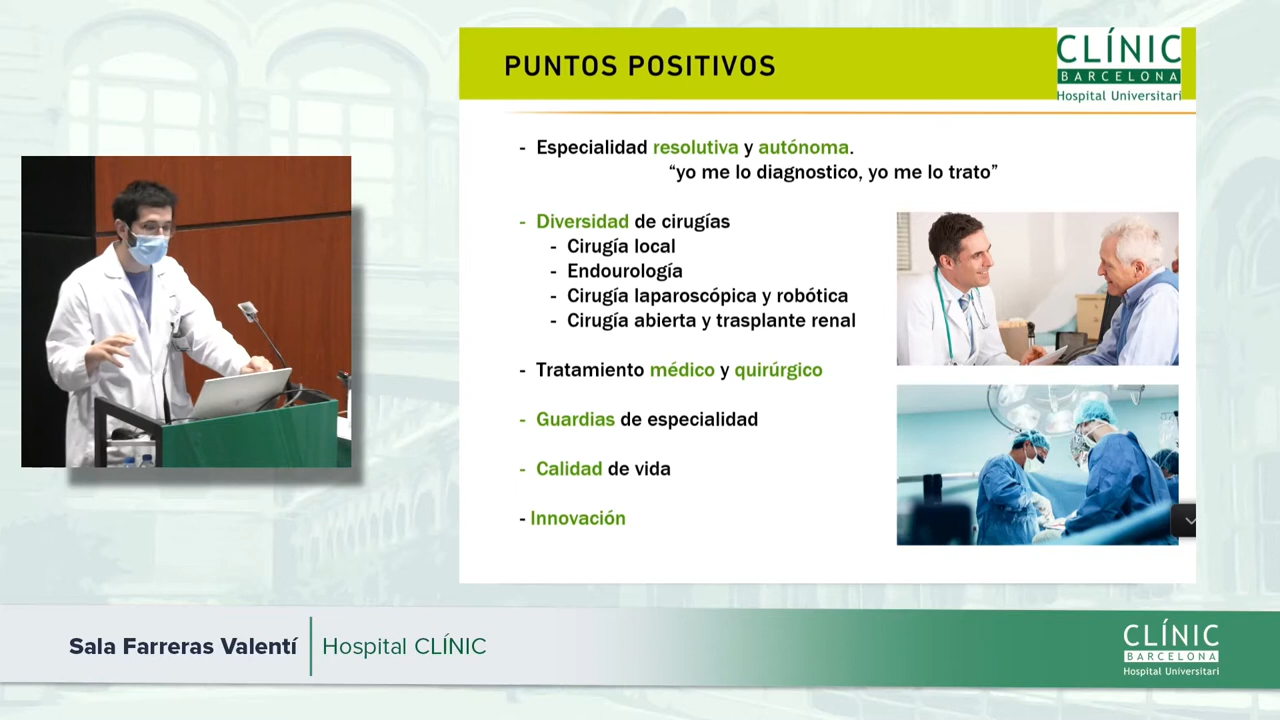 PUNTOS POSITIVOS
CLÍNIC
BARCELONA
Hospital Universitari
- Especialidad resolutiva y autónoma.
“yo me lo diagnostico, yo me lo trato”
- Diversidad de cirugías
- Cirugía local
- Endourología
- Cirugía laparoscópica y robótica
- Cirugía abierta y trasplante renal
- Tratamiento médico y quirúrgico
- Guardias de especialidad
- Calidad de vida
- Innovación
Sala Farreras Valentí
Hospital CLÍNIC
CLÍNIC
BARCELONA
Hospital Universitari